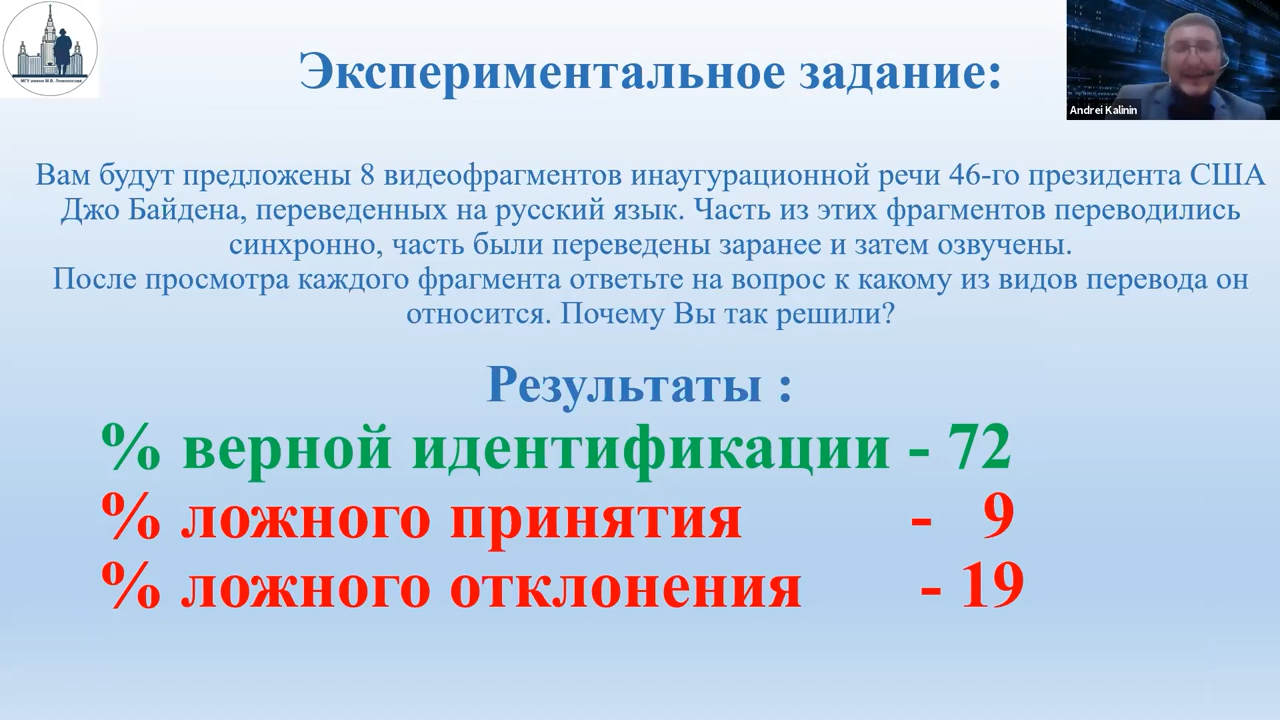 МГУ имени М.В. Ломоносова
Экспериментальное задание:
Andrei Kalinin
Вам будут предложены 8 видеофрагментов инаугурационной речи 46-го президента США
Джо Байдена, переведенных на русский язык. Часть из этих фрагментов переводились
синхронно, часть были переведены заранее и затем озвучены.
После просмотра каждого фрагмента ответьте на вопрос к какому из видов перевода он
относится. Почему Вы так решили?
Результаты :
% верной идентификации - 72
% ложного принятия - 9
% ложного отклонения - 19